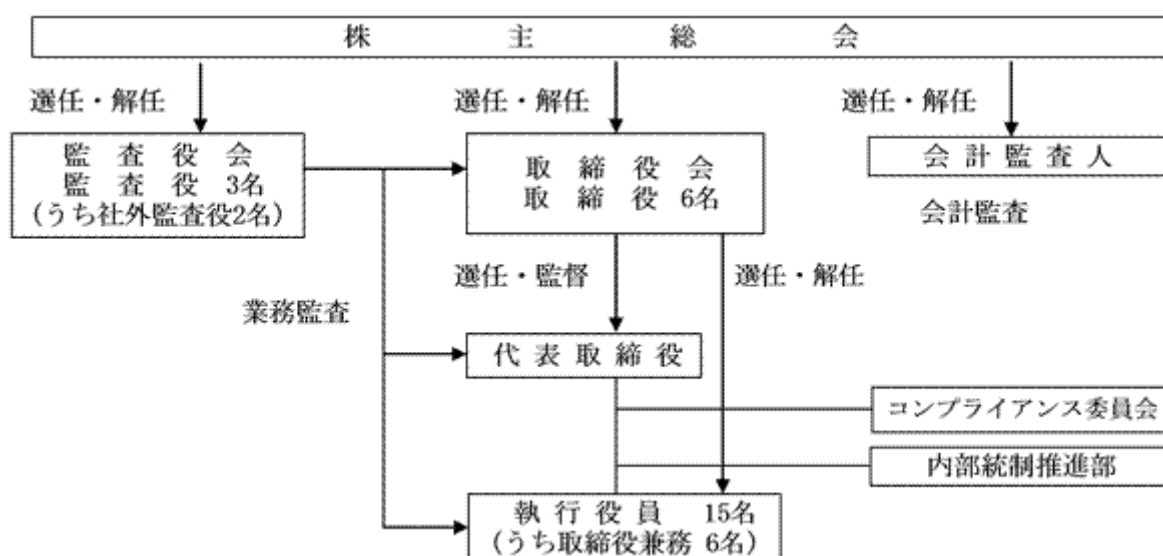 株主総会
選任・解任
選任・解任
選任・解任
監査役会
監査役 3名
(うち社外監査役2名)
取締役会
取締役 6名
会計監査人
会計監査
選任・監督
選任・解任
業務監査
代表取締役
コンプライアンス委員会
内部統制推進部
執行役員 15名
(うち取締役兼務 6名)